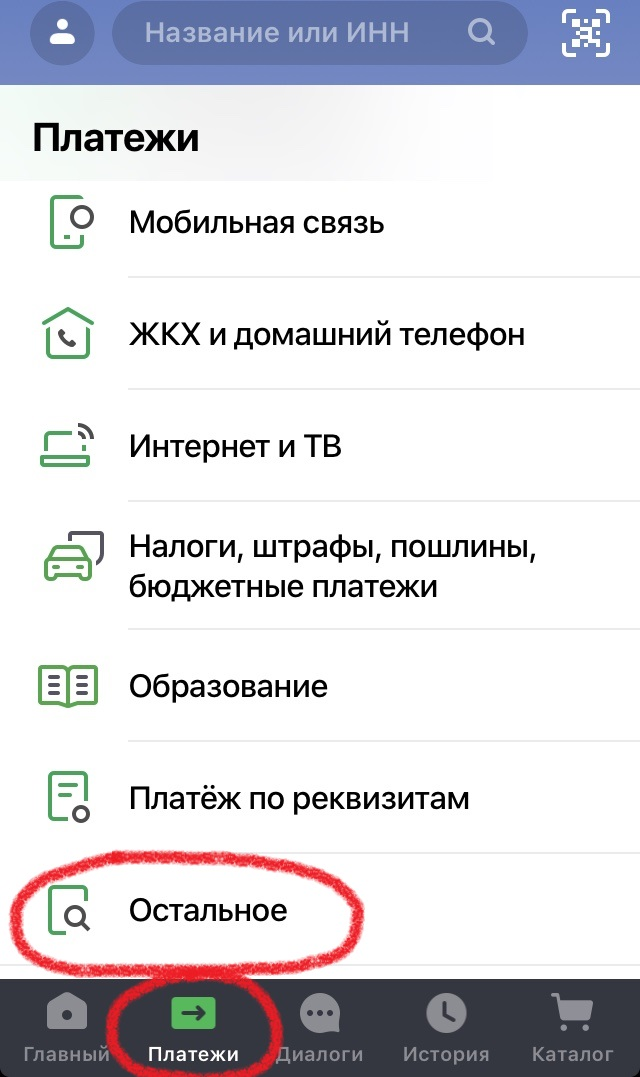 Название или ИНН
Платежи
Мобильная связь
ЖКХ и домашний телефон
Интернет и ТВ
Налоги, штрафы, пошлины,
бюджетные платежи
Образование
Платёж по реквизитам
Остальное
Главный Платежи Диалоги История Каталог